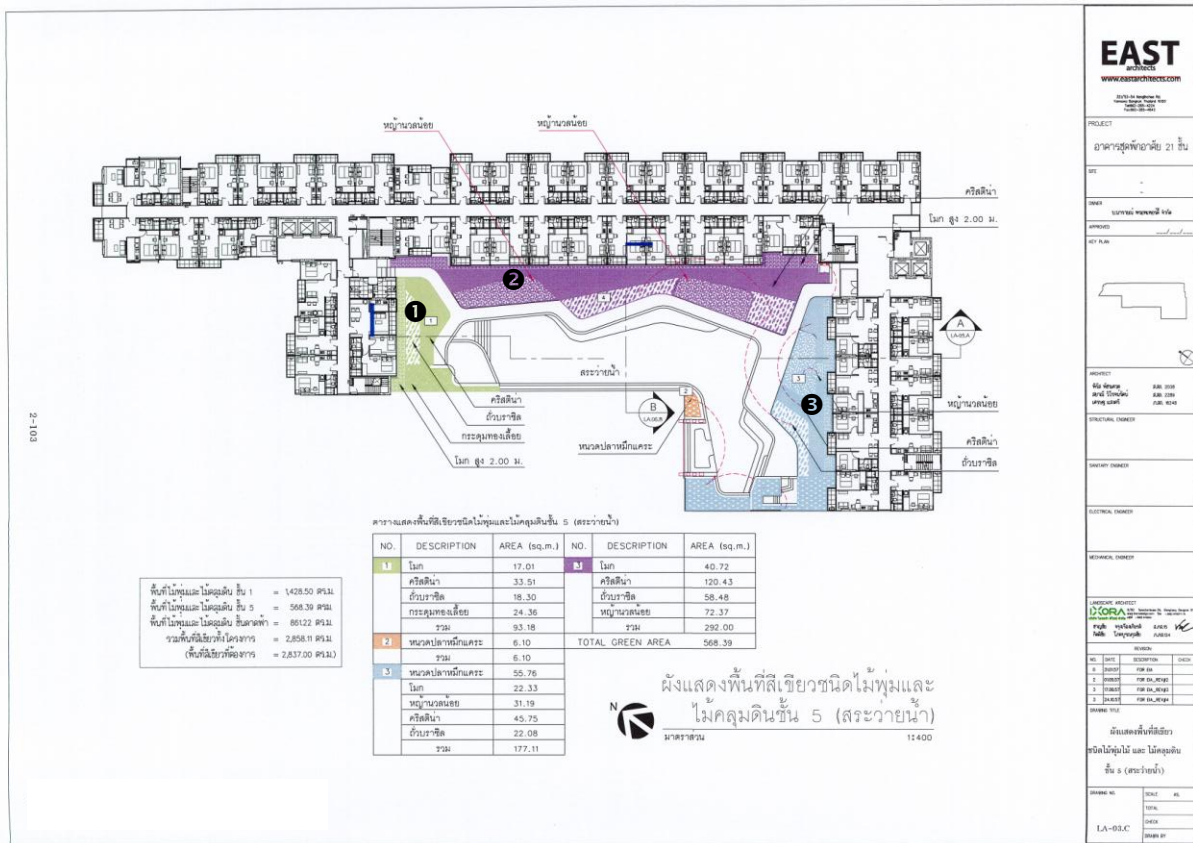 หญ้านวลน้อย
หญ้านวลน้อย
คริสติน่า
โมก สูง 2.00 ม.
❷
❶
❸
1
4
3
2
สระว่ายน้ำ
A
LA-05.A
B
LA-05.B
คริสติน่า
ถั่วบราซิล
กระดุมทองเลื้อย
โมก สูง 2.00 ม.
หนวดปลาหมึกแคระ
หญ้านวลน้อย
คริสติน่า
ถั่วบราซิล
2-103
ตารางแสดงพื้นที่สีเขียวชนิดไม้พุ่มและไม้คลุมดินชั้น 5 (สระว่ายน้ำ)
NO. DESCRIPTION AREA (sq.m.) NO. DESCRIPTION AREA (sq.m.)
1 โมก 17.01 3 โมก 40.72
คริสติน่า 33.51 คริสติน่า 120.43
ถั่วบราซิล 18.30 ถั่วบราซิล 58.48
กระดุมทองเลื้อย 24.36 หญ้านวลน้อย 72.37
รวม 93.18 รวม 292.00
2 หนวดปลาหมึกแคระ 6.10 TOTAL GREEN AREA 568.39
รวม 6.10
3 หนวดปลาหมึกแคระ 55.76
โมก 22.33
หญ้านวลน้อย 31.19
คริสติน่า 45.75
ถั่วบราซิล 22.08
รวม 177.11
พื้นที่ไม้พุ่มและไม้คลุมดิน ชั้น 1 = 1,428.50 ตร.ม.
พื้นที่ไม้พุ่มและไม้คลุมดิน ชั้น 5 = 568.39 ตร.ม.
พื้นที่ไม้พุ่มและไม้คลุมดิน ชั้นดาดฟ้า = 861.22 ตร.ม.
รวมพื้นที่สีเขียวทั้งโครงการ = 2,858.11 ตร.ม.
(พื้นที่สีเขียวที่ต้องการ = 2,837.00 ตร.ม.)
N
ผังแสดงพื้นที่สีเขียวชนิดไม้พุ่มและ
ไม้คลุมดินชั้น 5 (สระว่ายน้ำ)
มาตราส่วน 1:400
EAST
architects
www.eastarchitects.com
PROJECT
อาคารชุดพักอาศัย 21 ชั้น
SITE
OWNER
APPROVED
KEY PLAN
ARCHITECT
STRUCTURAL ENGINEER
SANITARY ENGINEER
ELECTRICAL ENGINEER
MECHANICAL ENGINEER
LANDSCAPE ARCHITECT
IXORA
REVISION
NO. DATE DESCRIPTION CHECK
FOR EIA
DRAWING TITLE
ผังแสดงพื้นที่สีเขียว
ชนิดไม้พุ่มไม้ และ ไม้คลุมดิน
ชั้น 5 (สระว่ายน้ำ)
DRAWING NO.
LA-03.C
SCALE AS.
TOTAL
CHECK
DRAWN BY